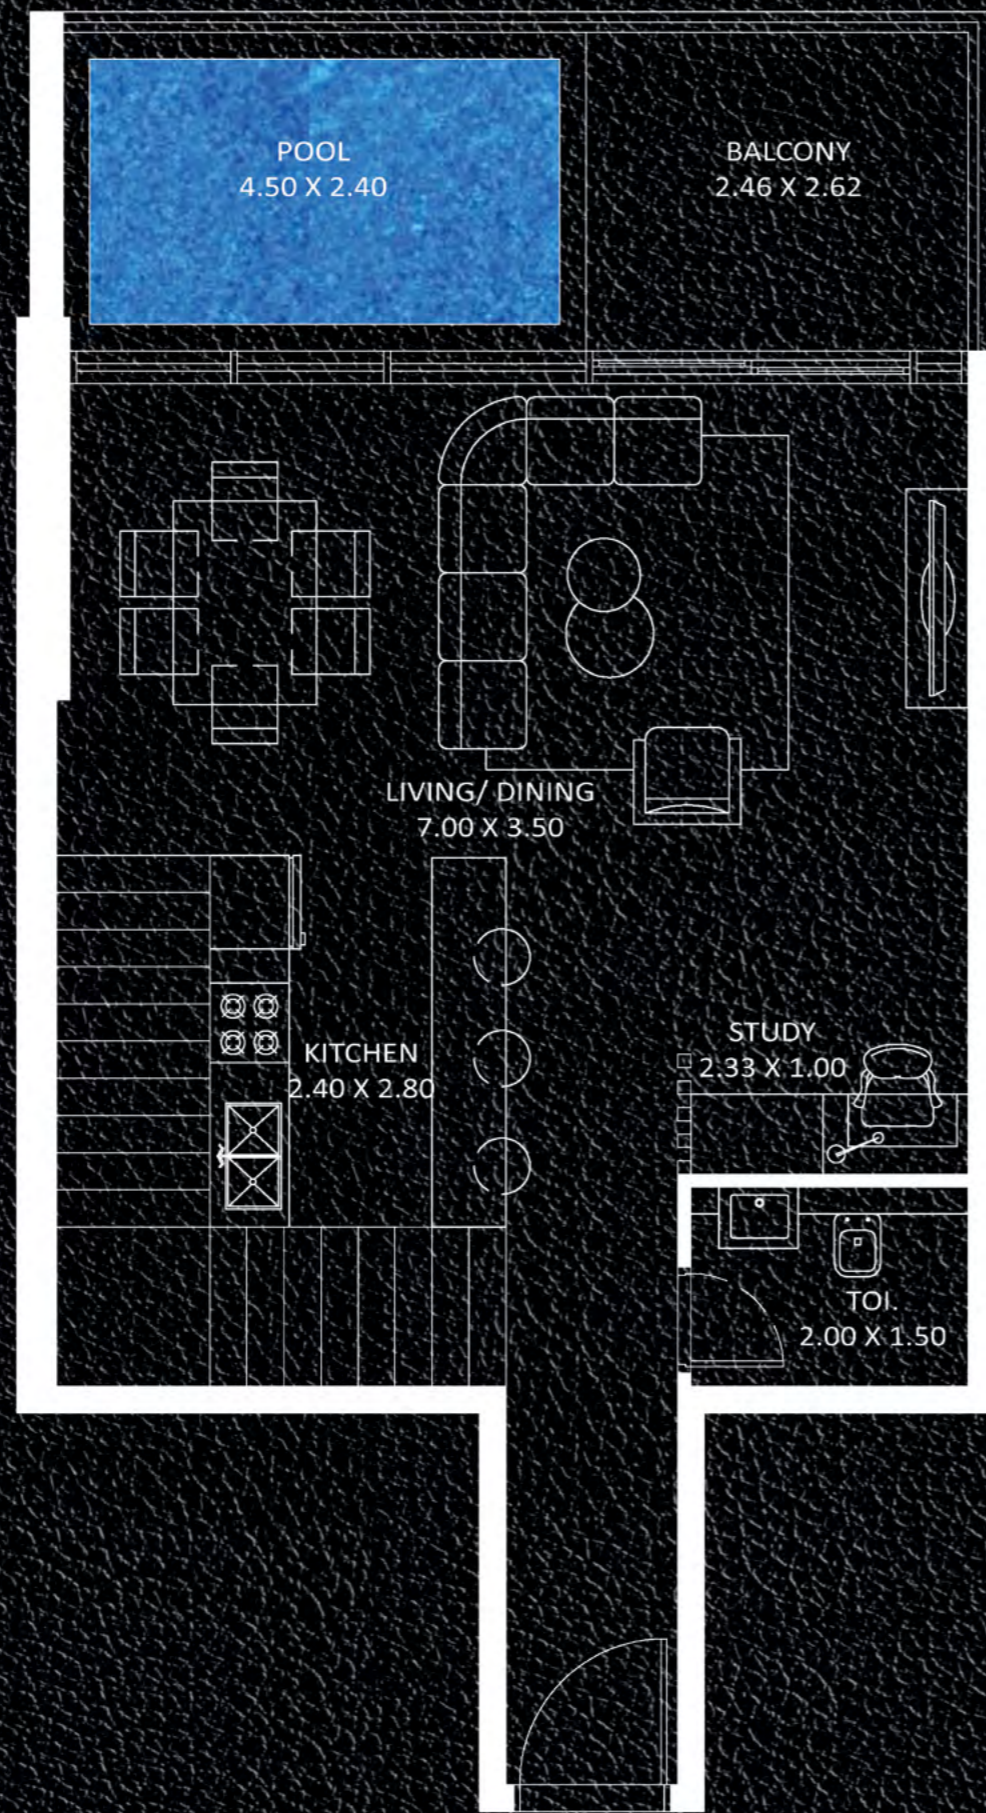 POOL
4.50 X 2.40
BALCONY
2.46 X 2.62
LIVING/ DINING
7.00 X 3.50
KITCHEN
2.40 X 2.80
STUDY
2.33 X 1.00
TOI.
2.00 X 1.50